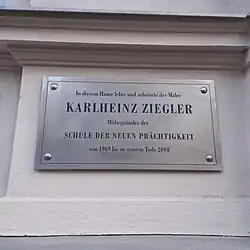 In diesem Hause lebte und arbeitete der Maler
KARLHEINZ ZIEGLER
Mitbegründer der
SCHULE DER NEUEN PRÄCHTIGKEIT
von 1969 bis zu seinem Tode 2008